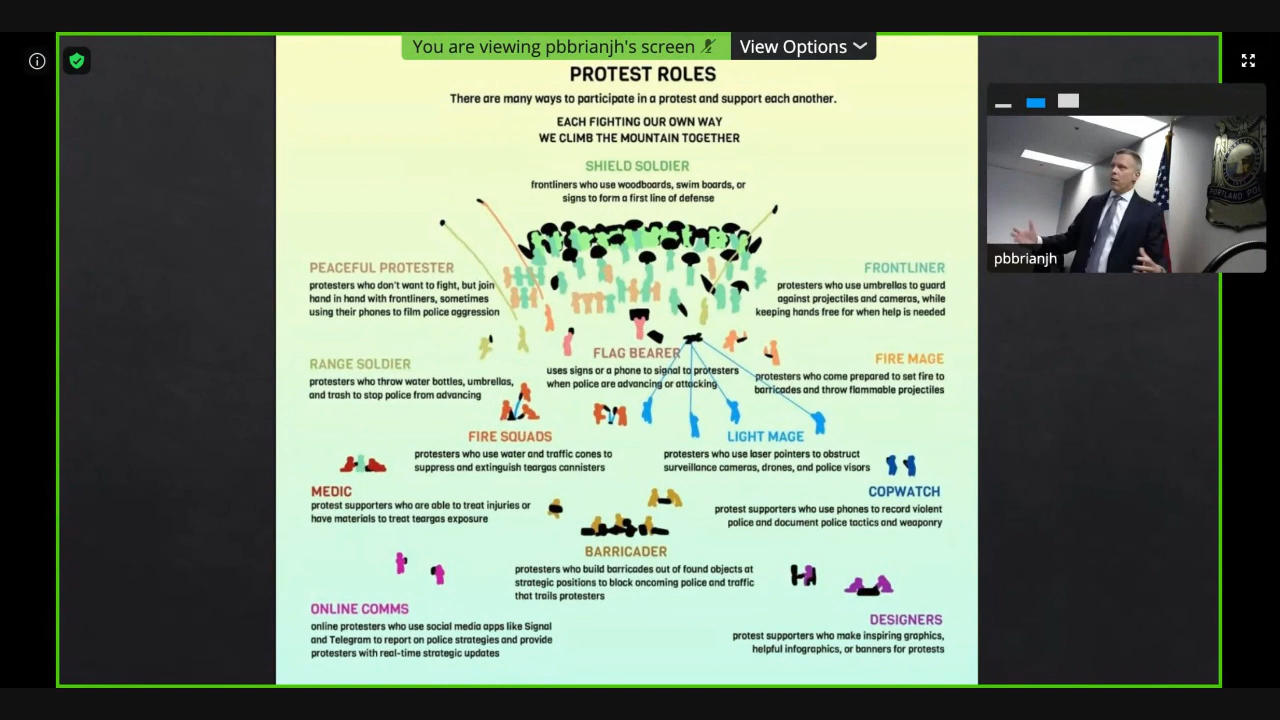 You are viewing pbbrianjh's screen
View Options
PROTEST ROLES
There are many ways to participate in a protest and support each another.
EACH FIGHTING OUR OWN WAY
WE CLIMB THE MOUNTAIN TOGETHER
SHIELD SOLDIER
frontliners who use woodboards, swim boards, or
signs to form a first line of defense
PEACEFUL PROTESTER
protesters who don't want to fight, but join
hand in hand with frontliners, sometimes
using their phones to film police aggression
FRONTLINER
protesters who use umbrellas to guard
against projectiles and cameras, while
keeping hands free for when help is needed
pbbrianjh
PORTLAND POL
RANGE SOLDIER
protesters who throw water bottles, umbrellas,
and trash to stop police from advancing
FLAG BEARER
uses signs or a phone to signal to protesters
when police are advancing or attacking
FIRE MAGE
protesters who come prepared to set fire to
barricades and throw flammable projectiles
FIRE SQUADS
protesters who use water and traffic cones to
suppress and extinguish teargas cannisters
LIGHT MAGE
protesters who use laser pointers to obstruct
surveillance cameras, drones, and police visors
MEDIC
protest supporters who are able to treat injuries or
have materials to treat teargas exposure
COPWATCH
protest supporters who use phones to record violent
police and document police tactics and weaponry
BARRICADER
protesters who build barricades out of found objects at
strategic positions to block oncoming police and traffic
that trails protesters
ONLINE COMMS
online protesters who use social media apps like Signal
and Telegram to report on police strategies and provide
protesters with real-time strategic updates
DESIGNERS
protest supporters who make inspiring graphics,
helpful infographics, or banners for protests